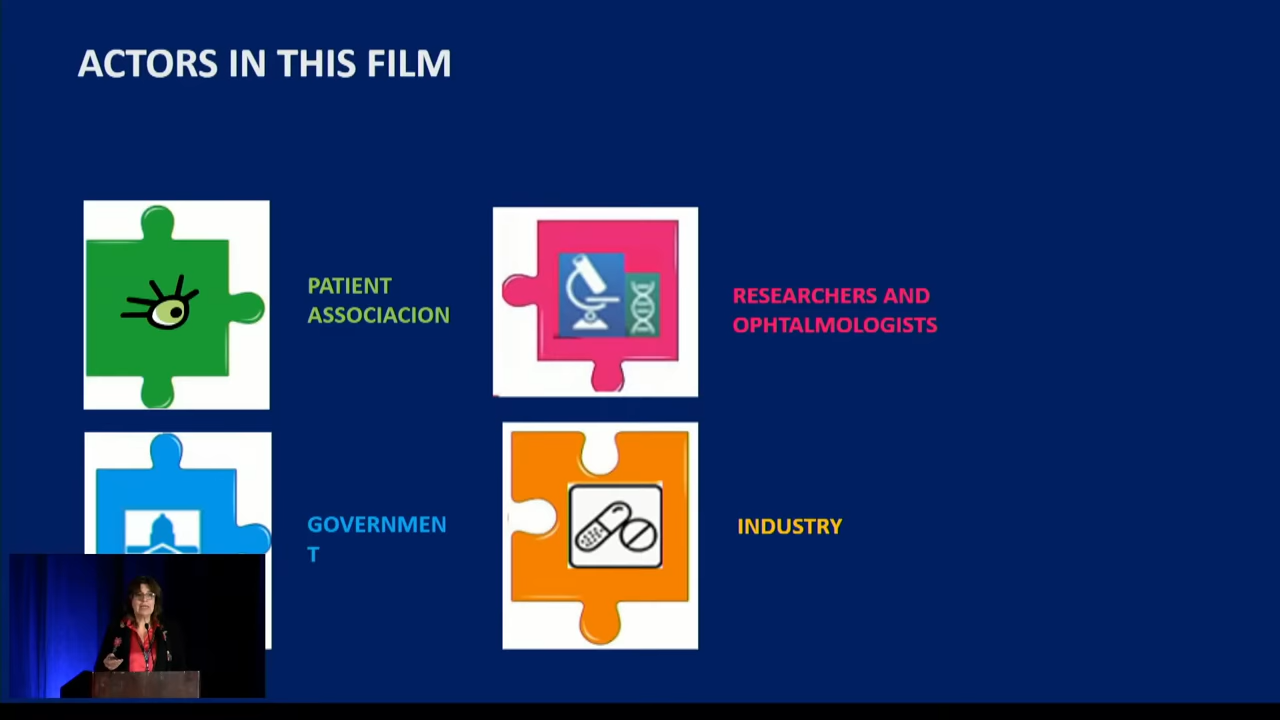 ACTORS IN THIS FILM
PATIENT
ASSOCIACION
RESEARCHERS AND
OPHTALMOLOGISTS
GOVERNMEN
T
INDUSTRY